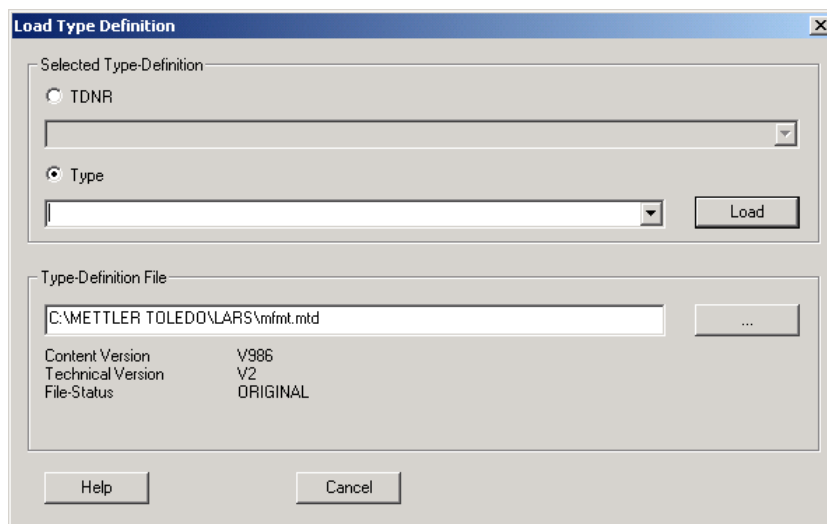 Load Type Definition
Selected Type-Definition
TDNR
Type
Load
Type-Definition File
C:\METTLER TOLEDO\LARS\mfmt.mtd
...
Content Version V986
Technical Version V2
File-Status ORIGINAL
Help Cancel